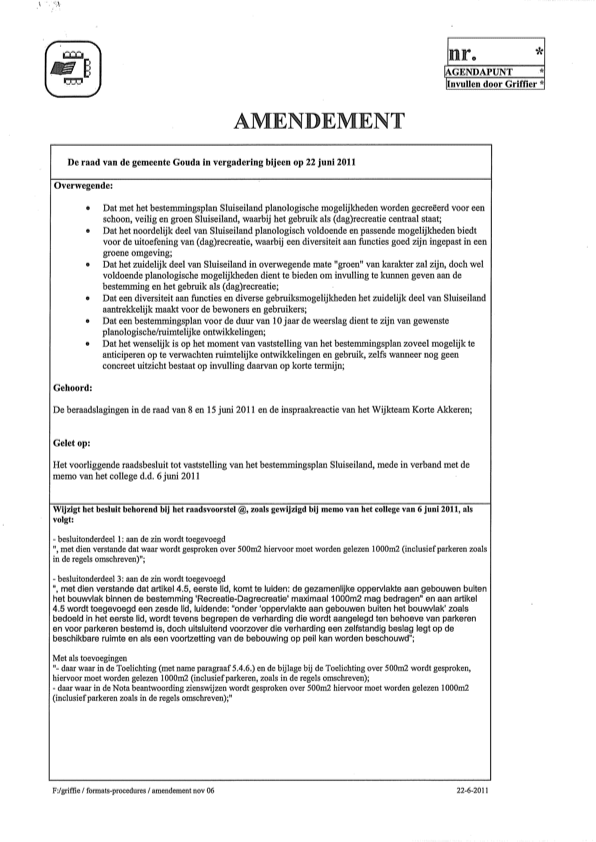 nr. *
AGENDAPUNT *
Invullen door Griffier *
AMENDEMENT
De raad van de gemeente Gouda in vergadering bijeen op 22 juni 2011
Overwegende:
• Dat met het bestemmingsplan Sluiseiland planologische mogelijkheden worden gecreëerd voor een
schoon, veilig en groen Sluiseiland, waarbij het gebruik als (dag)recreatie centraal staat;
• Dat het noordelijk deel van Sluiseiland planologisch voldoende en passende mogelijkheden biedt
voor de uitoefening van (dag)recreatie, waarbij een diversiteit aan functies goed zijn ingepast in een
groene omgeving;
• Dat het zuidelijk deel van Sluiseiland in overwegende mate "groen" van karakter zal zijn, doch wel
voldoende planologische mogelijkheden dient te bieden om invulling te kunnen geven aan de
bestemming en het gebruik als (dag)recreatie;
• Dat een diversiteit aan functies en diverse gebruiksmogelijkheden het zuidelijk deel van Sluiseiland
aantrekkelijk maakt voor de bewoners en gebruikers;
• Dat een bestemmingsplan voor de duur van 10 jaar de weerslag dient te zijn van gewenste
planologische/ruimtelijke ontwikkelingen;
• Dat het wenselijk is op het moment van vaststelling van het bestemmingsplan zoveel mogelijk te
anticiperen op te verwachten ruimtelijke ontwikkelingen en gebruik, zelfs wanneer nog geen
concreet uitzicht bestaat op invulling daarvan op korte termijn;
Gehoord:
De beraadslagingen in de raad van 8 en 15 juni 2011 en de inspraakreactie van het Wijkteam Korte Akkeren;
Gelet op:
Het voorliggende raadsbesluit tot vaststelling van het bestemmingsplan Sluiseiland, mede in verband met de
memo van het college d.d. 6 juni 2011
Wijzigt het besluit behorend bij het raadsvoorstel @, zoals gewijzigd bij memo van het college van 6 juni 2011, als
volgt:
- besluitonderdeel 1: aan de zin wordt toegevoegd
", met dien verstande dat waar wordt gesproken over 500m2 hiervoor moet worden gelezen 1000m2 (inclusief parkeren zoals
in de regels omschreven)";
- besluitonderdeel 3: aan de zin wordt toegevoegd
", met dien verstande dat artikel 4.5, eerste lid, komt te luiden: de gezamenlijke oppervlakte aan gebouwen buiten
het bouwvlak binnen de bestemming 'Recreatie-Dagrecreatie' maximaal 1000m2 mag bedragen" en aan artikel
4.5 wordt toegevoegd een zesde lid, luidende: "onder 'oppervlakte aan gebouwen buiten het bouwvlak' zoals
bedoeld in het eerste lid, wordt tevens begrepen de verharding die wordt aangelegd ten behoeve van parkeren
en voor parkeren bestemd is, doch uitsluitend voorzover die verharding een zelfstandig beslag legt op de
beschikbare ruimte en als een voortzetting van de bebouwing op peil kan worden beschouwd";
Met als toevoegingen
"- daar waar in de Toelichting (met name paragraaf 5.4.6.) en de bijlage bij de Toelichting over 500m2 wordt gesproken,
hiervoor moet worden gelezen 1000m2 (inclusief parkeren, zoals in de regels omschreven);
- daar waar in de Nota beantwoording zienswijzen wordt gesproken over 500m2 hiervoor moet worden gelezen 1000m2
(inclusief parkeren zoals in de regels omschreven);"
F:/griffie / formats-procedures / amendement nov 06 22-6-2011